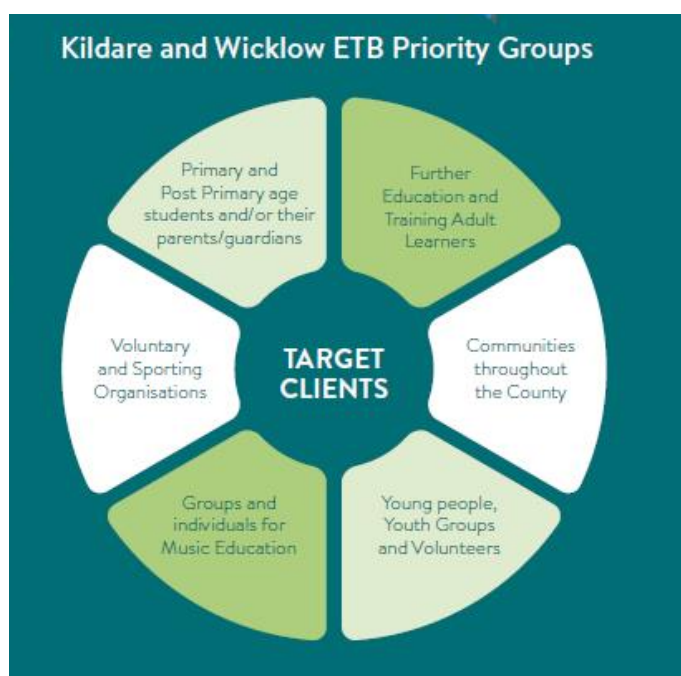 Kildare and Wicklow ETB Priority Groups
Primary and
Post Primary age
students and/or their
parents/guardians
Further
Education and
Training Adult
Learners
Voluntary
and Sporting
Organisations
TARGET
CLIENTS
Communities
throughout
the County
Groups and
individuals for
Music Education
Young people,
Youth Groups
and Volunteers